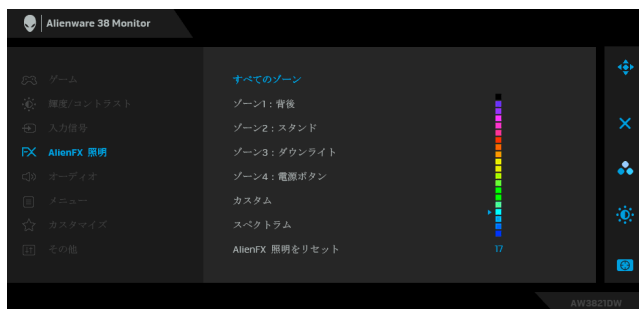 Alienware 38 Monitor
ゲーム
輝度/コントラスト
入力信号
AlienFX 照明
オーディオ
メニュー
カスタマイズ
その他
すべてのゾーン
ゾーン1：背後
ゾーン2：スタンド
ゾーン3：ダウンライト
ゾーン4：電源ボタン
カスタム
スペクトラム
AlienFX 照明をリセット
17
AW3821DW